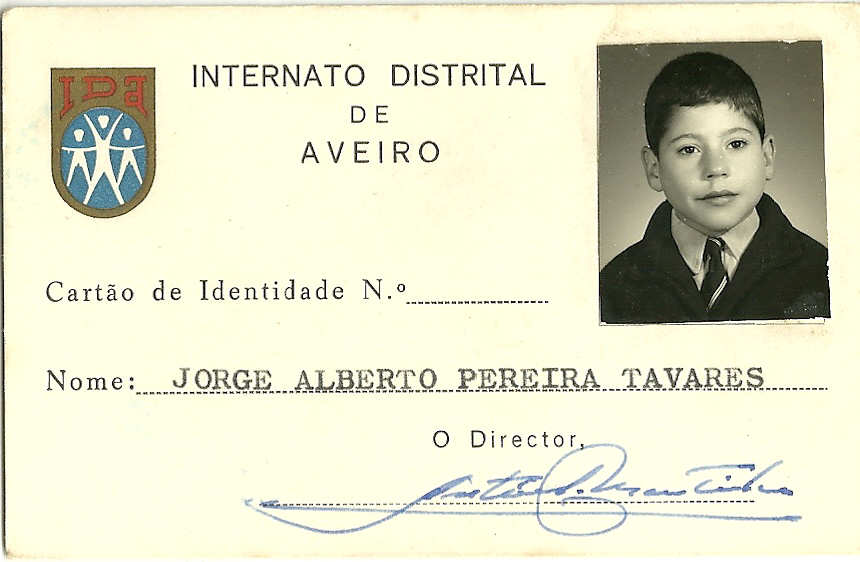 IDA
INTERNATO DISTRITAL
DE
AVEIRO
Cartão de Identidade N.º
Nome: JORGE ALBERTO PEREIRA TAVARES
O Director,